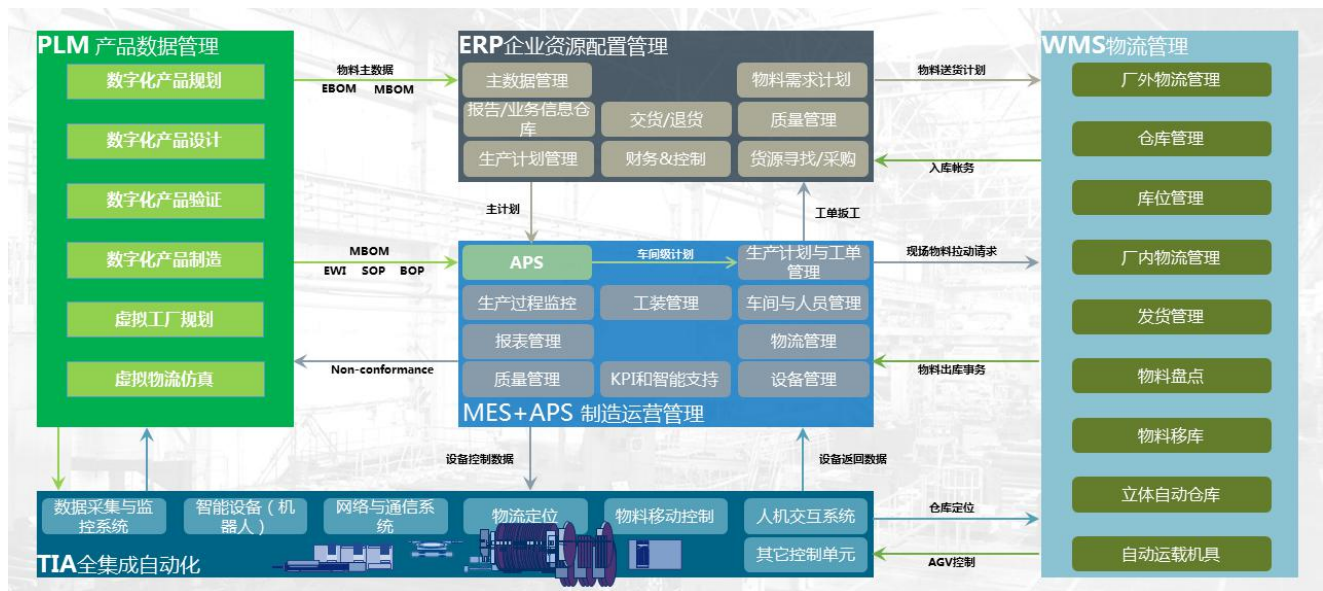 PLM 产品数据管理
数字化产品规划
数字化产品设计
数字化产品验证
数字化产品制造
虚拟工厂规划
虚拟物流仿真
物料主数据
EBOM MBOM
MBOM
EWI SOP BOP
Non-conformance
ERP企业资源配置管理
主数据管理
物料需求计划
报告/业务信息仓
库
交货/退货
质量管理
生产计划管理
财务&控制
货源寻找/采购
主计划
工单扳工
APS
车间级计划
生产计划与工单
管理
生产过程监控
工装管理
车间与人员管理
报表管理
物流管理
质量管理
KPI和智能支持
设备管理
MES+APS 制造运营管理
设备控制数据
设备返回数据
物料送货计划
入库帐务
现场物料拉动请求
物料出库事务
仓库定位
AGV控制
WMS物流管理
厂外物流管理
仓库管理
库位管理
厂内物流管理
发货管理
物料盘点
物料移库
立体自动仓库
自动运载机具
数据采集与监
控系统
智能设备（机
器人）
网络与通信系
统
物流定位
物料移动控制
人机交互系统
其它控制单元
TIA全集成自动化